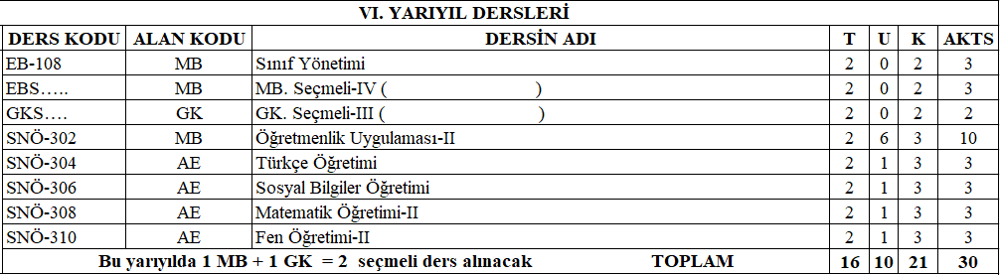 VI. YARIYIL DERSLERİ
DERS KODU ALAN KODU DERSİN ADI T U K AKTS
EB-108 MB Sınıf Yönetimi 2 0 2 3
EBS….. MB MB. Seçmeli-IV ( ) 2 0 2 3
GKS…. GK GK. Seçmeli-III ( ) 2 0 2 2
SNÖ-302 MB Öğretmenlik Uygulaması-II 2 6 3 10
SNÖ-304 AE Türkçe Öğretimi 2 1 3 3
SNÖ-306 AE Sosyal Bilgiler Öğretimi 2 1 3 3
SNÖ-308 AE Matematik Öğretimi-II 2 1 3 3
SNÖ-310 AE Fen Öğretimi-II 2 1 3 3
Bu yarıyılda 1 MB + 1 GK = 2 seçmeli ders alınacak TOPLAM 16 10 21 30